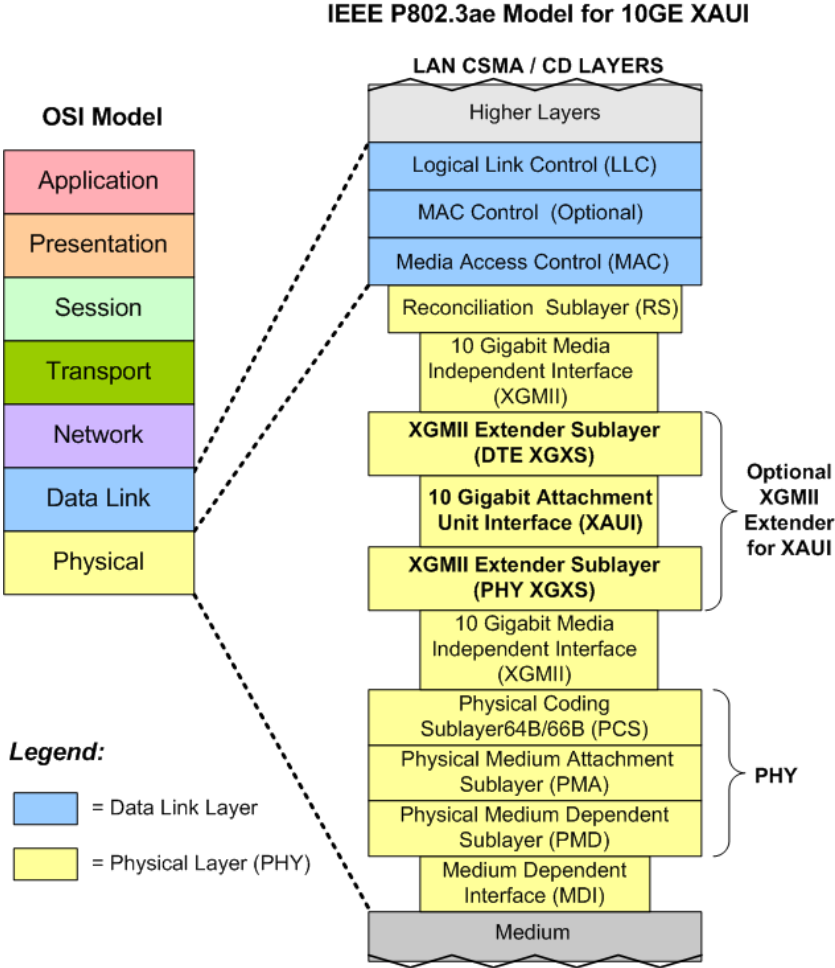 IEEE P802.3ae Model for 10GE XAUI
OSI Model
Application
Presentation
Session
Transport
Network
Data Link
Physical
LAN CSMA / CD LAYERS
Higher Layers
Logical Link Control (LLC)
MAC Control (Optional)
Media Access Control (MAC)
Reconciliation Sublayer (RS)
10 Gigabit Media
Independent Interface
(XGMII)
XGMII Extender Sublayer
(DTE XGXS)
10 Gigabit Attachment
Unit Interface (XAUI)
XGMII Extender Sublayer
(PHY XGXS)
10 Gigabit Media
Independent Interface
(XGMII)
Physical Coding
Sublayer64B/66B (PCS)
Physical Medium Attachment
Sublayer (PMA)
Physical Medium Dependent
Sublayer (PMD)
Medium Dependent
Interface (MDI)
Medium
Optional
XGMII
Extender
for XAUI
PHY
Legend:
= Data Link Layer
= Physical Layer (PHY)